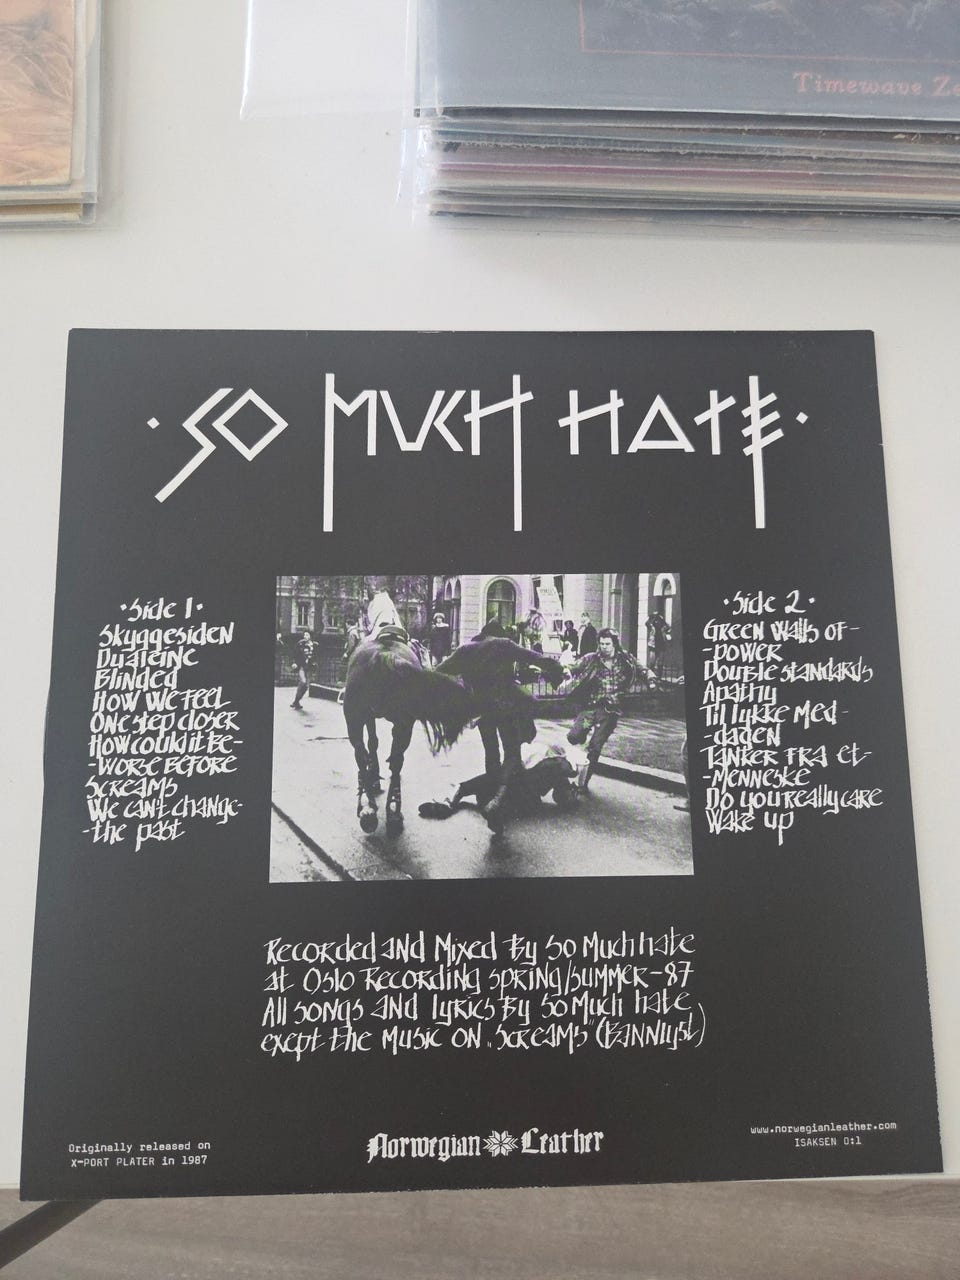 Timewave Ze
·SO MUCH HATE·
·Side 1·
Skyggesiden
Blinded
How we feel
One step closer
How could it be-
-worse before
Screams
We can't change-
-the past
·Side 2·
Green walls of-
-power
Double standards
Apathy
Til lykke med-
-dagen
Tanker fra et-
-menneske
Do you really care
Wake up
Recorded and Mixed by So Much hate
at Oslo Recording spring/summer-87
All songs and lyrics by So Much hate
exept the music on „Screams" (Bannlyst)
Originally released on
X-PORT PLATER in 1987
Norwegian Leather
www.norwegianleather.com
ISAKSEN 0:1